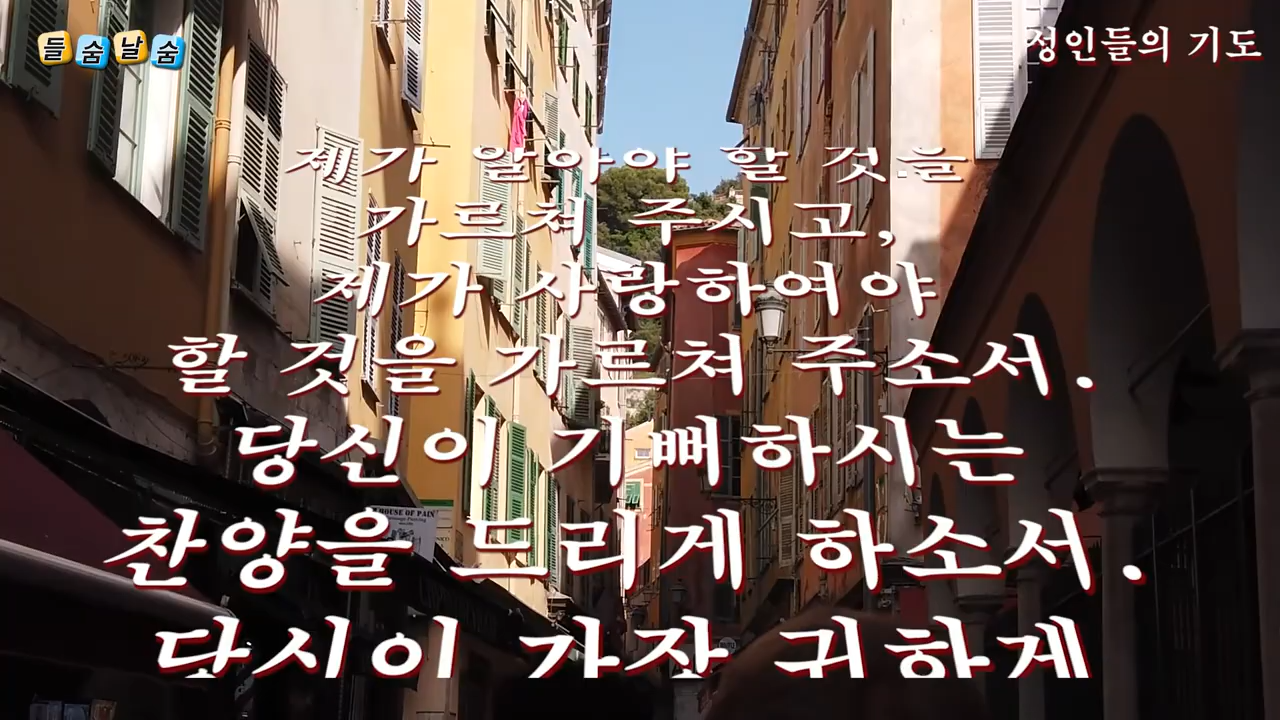 들숨날숨
성인들의 기도
제가 알아야 할 것을
가르쳐 주시고,
제가 사랑하여야
할 것을 가르쳐 주소서.
당신이 기뻐하시는
찬양을 드리게 하소서.
당신이 가장 귀하게
HOUSE OF PAIN